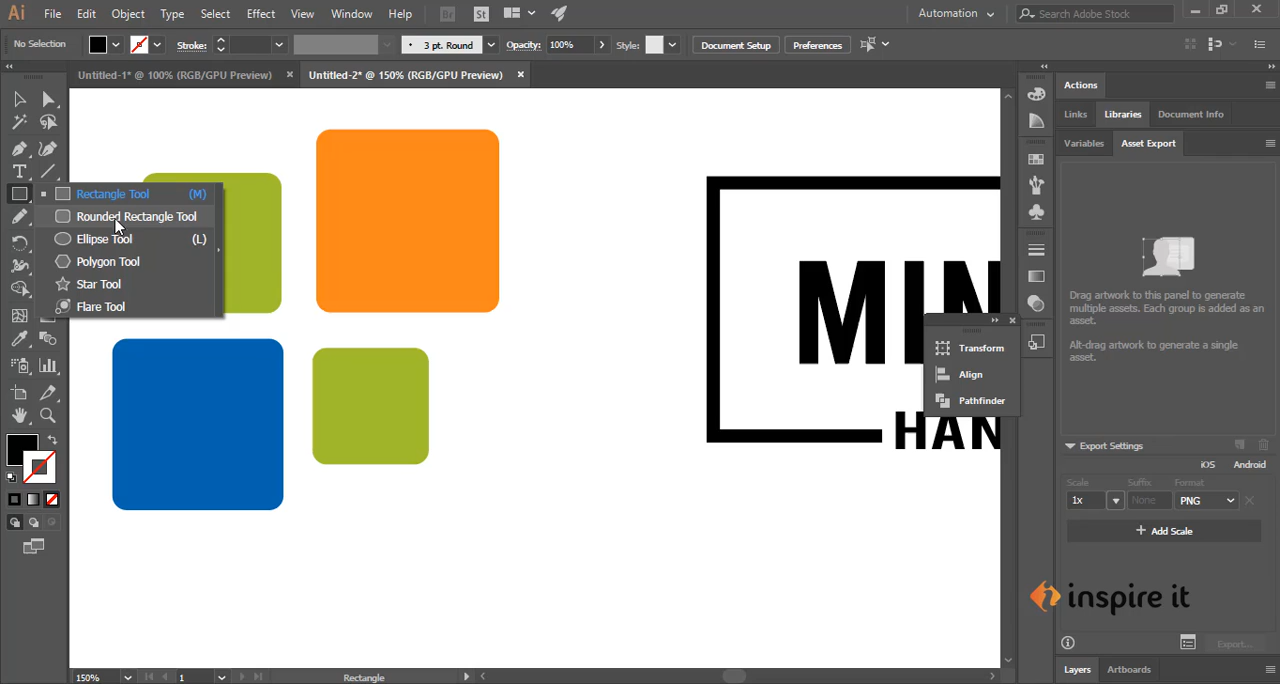 Ai File Edit Object Type Select Effect View Window Help Br St Automation Search Adobe Stock
No Selection Stroke: 3 pt. Round Opacity: 100% Style: Document Setup Preferences
Untitled-1* @ 100% (RGB/GPU Preview) Untitled-2* @ 150% (RGB/GPU Preview)
Rectangle Tool (M)
Rounded Rectangle Tool
Ellipse Tool (L)
Polygon Tool
Star Tool
Flare Tool
MIN
HAN
Transform
Align
Pathfinder
Actions
Links Libraries Document Info
Variables Asset Export
Drag artwork to this panel to generate
multiple assets. Each group is added as an
asset.
Alt-drag artwork to generate a single
asset.
Export Settings
iOS Android
Scale Suffix Format
1x None PNG
+ Add Scale
inspire it
Export...
Layers Artboards
150% 1 Rectangle